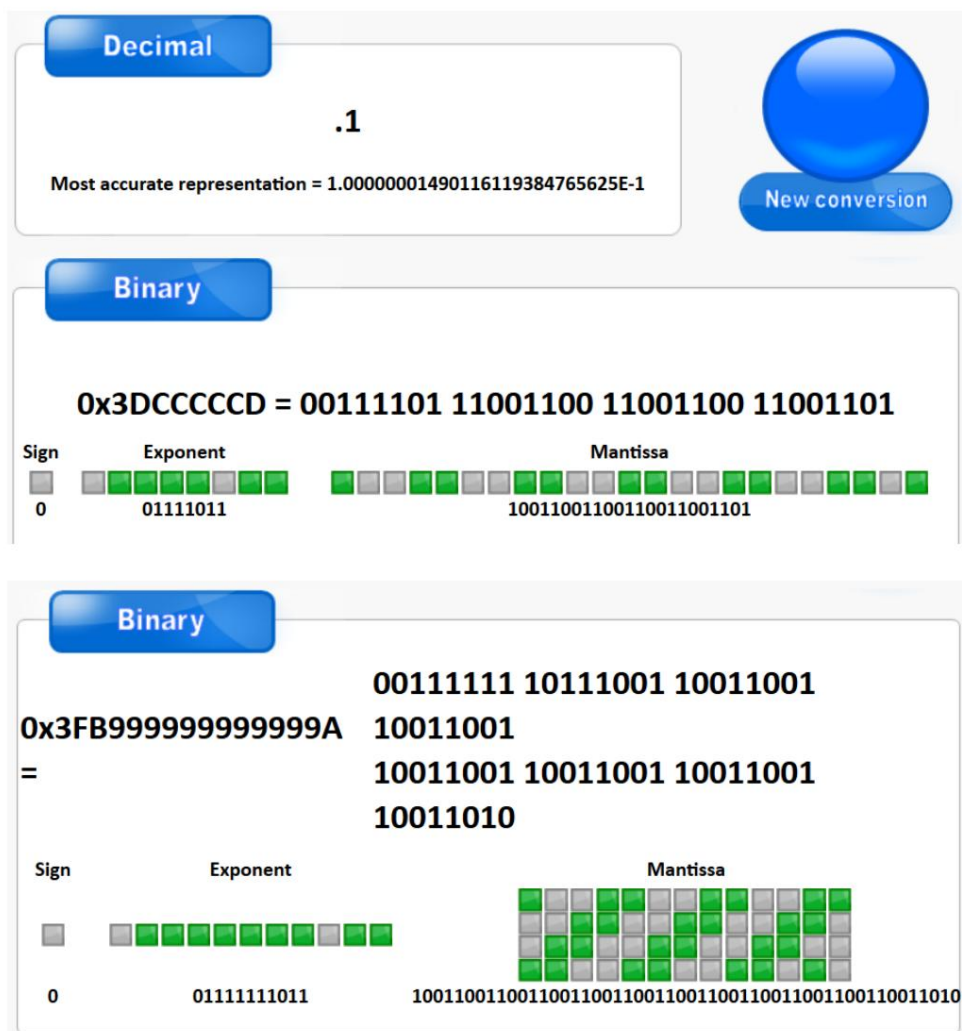 Decimal
.1
Most accurate representation = 1.00000001490116119384765625E-1
New conversion
Binary
0x3DCCCCCD = 00111101 11001100 11001100 11001101
Sign Exponent Mantissa
0 01111011 10011001100110011001101
Binary
00111111 10111001 10011001
0x3FB999999999999A 10011001
= 10011001 10011001 10011001
10011010
Sign Exponent Mantissa
0 01111111011 1001100110011001100110011001100110011001100110011010